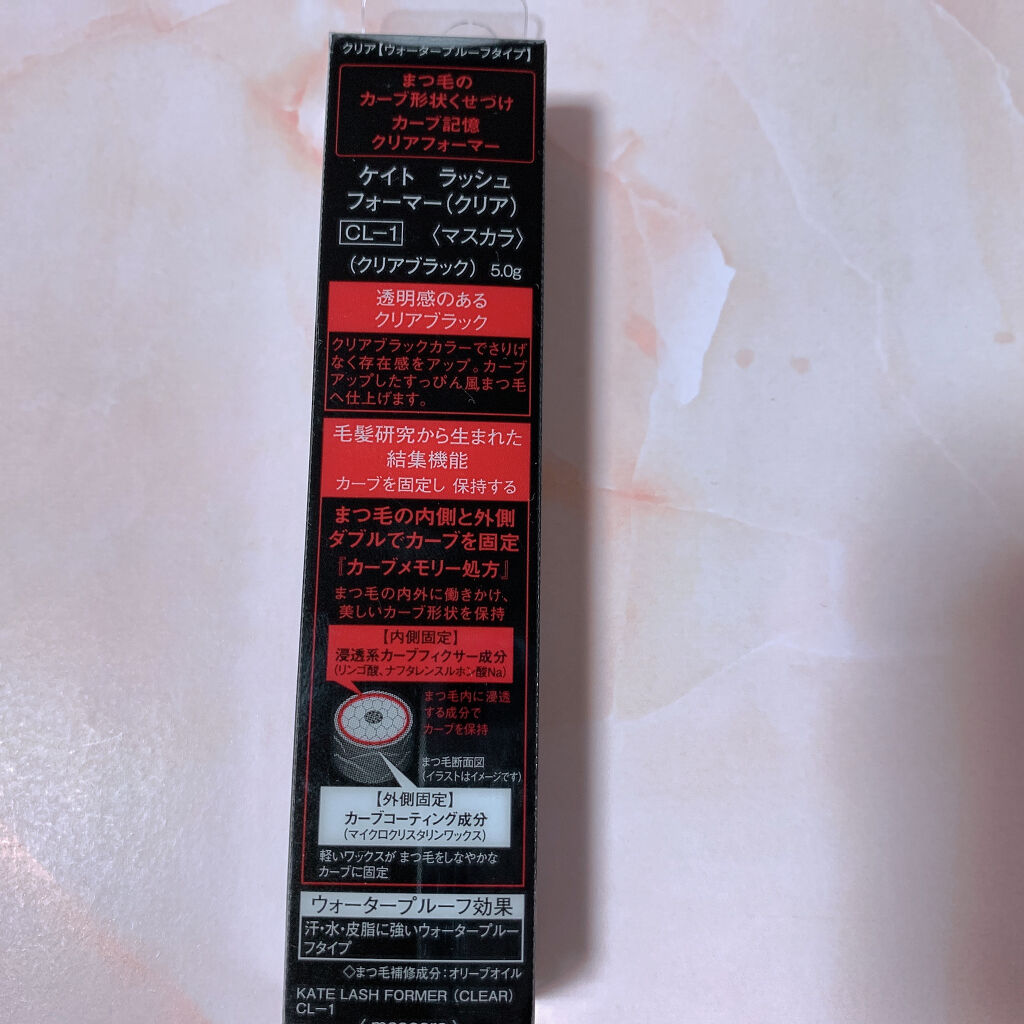 クリア【ウォータープルーフタイプ】
まつ毛の
カーブ形状くせづけ
カーブ記憶
クリアフォーマー
ケイト ラッシュ
フォーマー(クリア)
CL-1 〈マスカラ〉
(クリアブラック) 5.0g
透明感のある
クリアブラック
クリアブラックカラーでさりげ
なく存在感をアップ。カーブ
アップしたすっぴん風まつ毛
へ仕上げます。
毛髪研究から生まれた
結集機能
カーブを固定し 保持する
まつ毛の内側と外側
ダブルでカーブを固定
『カーブメモリー処方』
まつ毛の内外に働きかけ、
美しいカーブ形状を保持
【内側固定】
浸透系カーブフィクサー成分
(リンゴ酸、ナフタレンスルホン酸Na)
まつ毛内に浸透
する成分で
カーブを保持
まつ毛断面図
(イラストはイメージです)
【外側固定】
カーブコーティング成分
(マイクロクリスタリンワックス)
軽いワックスが まつ毛をしなやかな
カーブに固定
ウォータープルーフ効果
汗・水・皮脂に強いウォータープルー
フタイプ
◇まつ毛補修成分:オリーブオイル
KATE LASH FORMER (CLEAR)
CL-1
〈mascara〉